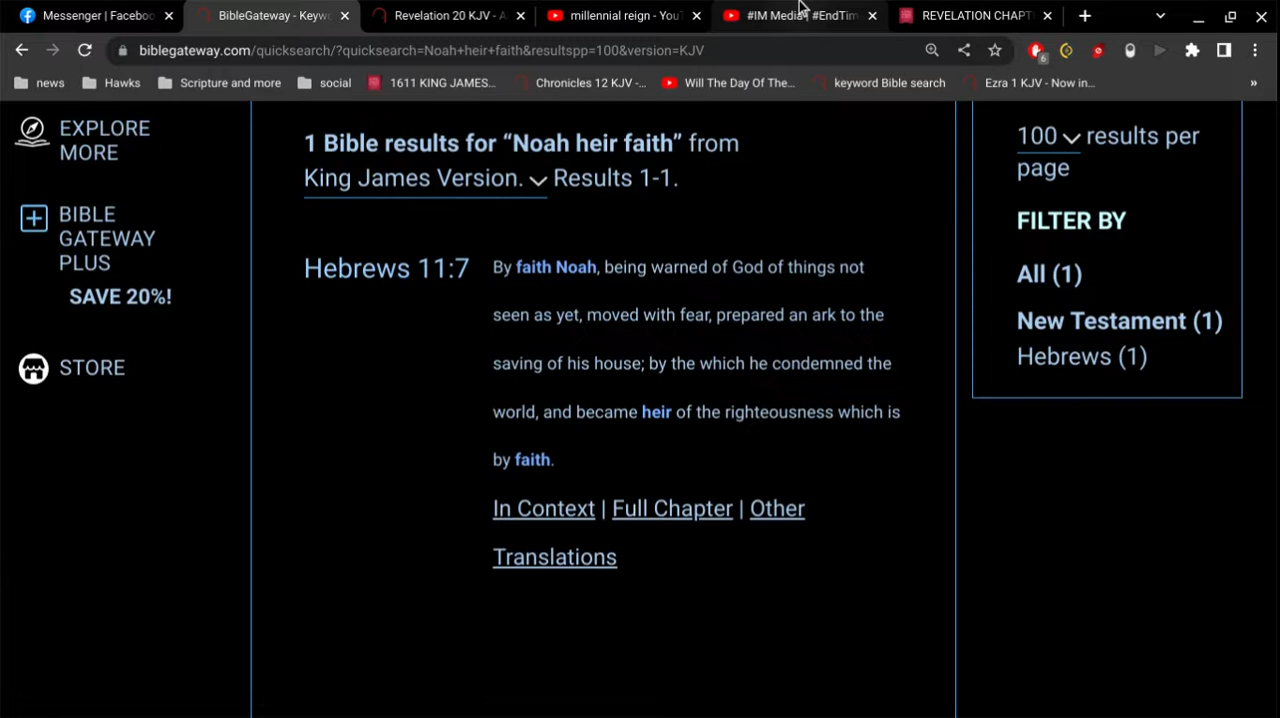 Messenger | Faceboo
BibleGateway - Keyw
Revelation 20 KJV - A
millennial reign - You
#IM Media | #EndTim
REVELATION CHAPT
biblegateway.com/quicksearch/?quicksearch=Noah+heir+faith&resultspp=100&version=KJV
6
news
Hawks
Scripture and more
social
1611 KING JAMES...
Chronicles 12 KJV -...
Will The Day Of The...
keyword Bible search
Ezra 1 KJV - Now in...
»
EXPLORE
MORE
BIBLE
GATEWAY
PLUS
SAVE 20%!
STORE
1 Bible results for “Noah heir faith” from
King James Version. Results 1-1.
Hebrews 11:7
By faith Noah, being warned of God of things not
seen as yet, moved with fear, prepared an ark to the
saving of his house; by the which he condemned the
world, and became heir of the righteousness which is
by faith.
In Context | Full Chapter | Other
Translations
100 results per
page
FILTER BY
All (1)
New Testament (1)
Hebrews (1)